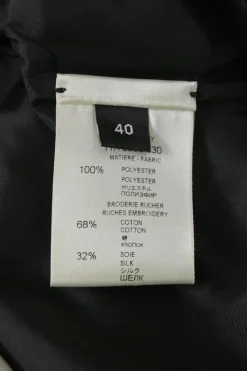 40
MATIERE - FABRIC
100% POLYESTER
POLYESTER
ポリエステル
ПОЛИЭФИР
BRODERIE RUCHER
RUCHES EMBROIDERY
68% COTON
COTTON
綿
хлопок
32% SOIE
SILK
シルク
ШЕЛК